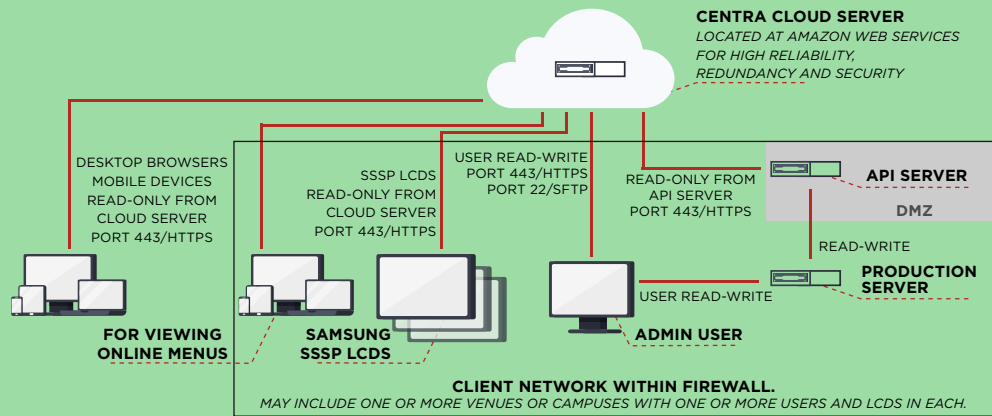 CENTRA CLOUD SERVER
LOCATED AT AMAZON WEB SERVICES
FOR HIGH RELIABILITY,
REDUNDANCY AND SECURITY
DESKTOP BROWSERS
MOBILE DEVICES
READ-ONLY FROM
CLOUD SERVER
PORT 443/HTTPS
SSSP LCDS
READ-ONLY FROM
CLOUD SERVER
PORT 443/HTTPS
USER READ-WRITE
PORT 443/HTTPS
PORT 22/SFTP
READ-ONLY FROM
API SERVER
PORT 443/HTTPS
API SERVER
DMZ
READ-WRITE
PRODUCTION
SERVER
USER READ-WRITE
FOR VIEWING
ONLINE MENUS
SAMSUNG
SSSP LCDS
ADMIN USER
CLIENT NETWORK WITHIN FIREWALL.
MAY INCLUDE ONE OR MORE VENUES OR CAMPUSES WITH ONE OR MORE USERS AND LCDS IN EACH.